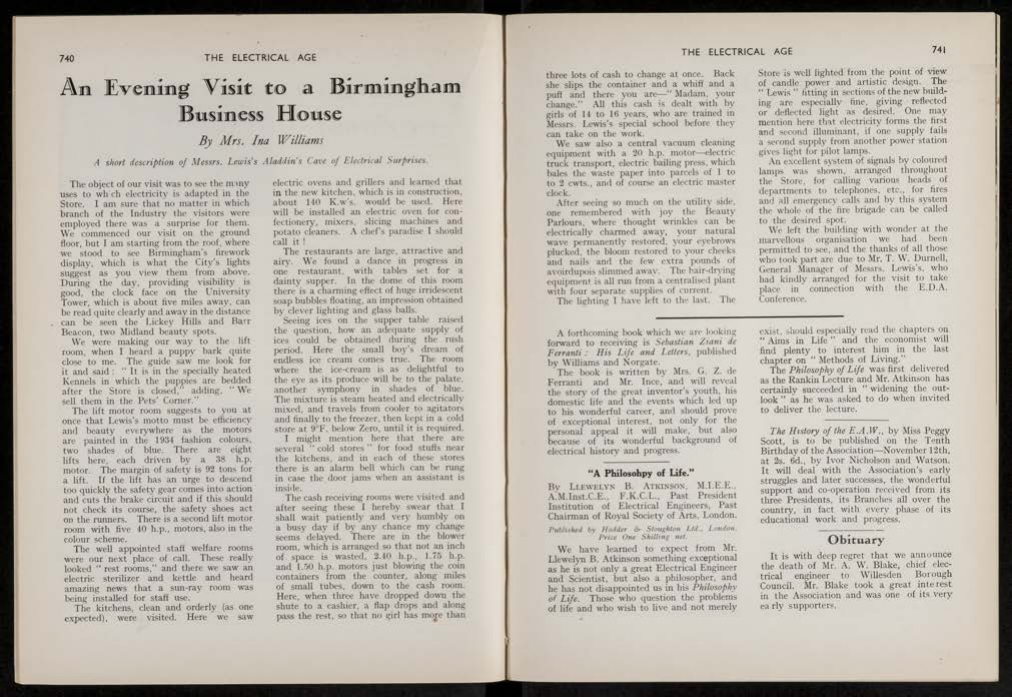 740
THE ELECTRICAL AGE
An Evening Visit to a Birmingham
Business House
By Mrs. Ina Williams
A short description of Messrs. Lewis's Aladdin's Cave of Electrical Surprises.
The object of our visit was to see the many
uses to which electricity is adapted in the
Store. I am sure that no matter in which
branch of the Industry the visitors were
employed there was a surprise for them.
We commenced our visit on the ground
floor, but I am starting from the roof, where
we stood to see Birmingham's firework
display, which is what the City's lights
suggest as you view them from above.
During the day, providing visibility is
good, the clock face on the University
Tower, which is about five miles away, can
be read quite clearly and away in the distance
can be seen the Lickey Hills and Barr
Beacon, two Midland beauty spots.
We were making our way to the lift
room, when I heard a puppy bark quite
close to me. The guide saw me look for
it and said: " It is in the specially heated
Kennels in which the puppies are bedded
after the Store is closed," adding, " We
sell them in the Pets' Corner."
The lift motor room suggests to you at
once that Lewis's motto must be efficiency
and beauty everywhere as the motors
are painted in the 1934 fashion colours,
two shades of blue. There are eight
lifts here, each driven by a 38 h.p.
motor. The margin of safety is 92 tons for
a lift. If the lift has an urge to descend
too quickly the safety gear comes into action
and cuts the brake circuit and if this should
not check its course, the safety shoes act
on the runners. There is a second lift motor
room with five 40 h.p., motors, also in the
colour scheme.
The well appointed staff welfare rooms
were our next place of call. These really
looked " rest rooms," and there we saw an
electric sterilizer and kettle and heard
amazing news that a sun-ray room was
being installed for staff use.
The kitchens, clean and orderly (as one
expected), were visited. Here we saw
electric ovens and grillers and learned that
in the new kitchen, which is in construction,
about 140 K.w's. would be used. Here
will be installed an electric oven for con-
fectionery, mixers, slicing machines and
potato cleaners. A chef's paradise I should
call it !
The restaurants are large, attractive and
airy. We found a dance in progress in
one restaurant, with tables set for a
dainty supper. In the dome of this room
there is a charming effect of huge irridescent
soap bubbles floating, an impression obtained
by clever lighting and glass balls.
Seeing ices on the supper table raised
the question, how an adequate supply of
ices could be obtained during the rush
period. Here the small boy's dream of
endless ice cream comes true. The room
where the ice-cream is as delightful to
the eye as its produce will be to the palate,
another symphony in shades of blue.
The mixture is steam heated and electrically
mixed, and travels from cooler to agitators
and finally to the freezer, then kept in a cold
store at 9°F. below Zero, until it is required.
I might mention here that there are
several " cold stores " for food stuffs near
the kitchens, and in each of these stores
there is an alarm bell which can be rung
in case the door jams when an assistant is
inside.
The cash receiving rooms were visited and
after seeing these I hereby swear that I
shall wait patiently and very humbly on
a busy day if by any chance my change
seems delayed. There are in the blower
room, which is arranged so that not an inch
of space is wasted, 2.40 h.p., 1.75 h.p.
and 1.50 h.p. motors just blowing the coin
containers from the counter, along miles
of small tubes, down to the cash room.
Here, when three have dropped down the
shute to a cashier, a flap drops and along
pass the rest, so that no girl has more than
THE ELECTRICAL AGE
741
three lots of cash to change at once. Back
she slips the container and a whiff and a
puff and there you are—" Madam, your
change." All this cash is dealt with by
girls of 14 to 16 years, who are trained in
Messrs. Lewis's special school before they
can take on the work.
We saw also a central vacuum cleaning
equipment with a 20 h.p. motor—electric
truck transport, electric bailing press, which
bales the waste paper into parcels of 1 to
to 2 cwts., and of course an electric master
clock.
After seeing so much on the utility side,
one remembered with joy the Beauty
Parlours, where though wrinkles can be
electrically charmed away, your natural
wave permanently restored, your eyebrows
plucked, the bloom restored to your cheeks
and nails and the few extra pounds of
avoirdupois slimmed away. The hair-drying
equipment is all run from a centralised plant
with four separate supplies of current.
The lighting I have left to the last. The
Store is well lighted from the point of view
of candle power and artistic design. The
" Lewis " fitting in sections of the new build-
ing are especially fine, giving reflected
or deflected light as desired. One may
mention here that electricity forms the first
and second illuminant, if one supply fails
a second supply from another power station
gives light for pilot lamps.
An excellent system of signals by coloured
lamps was shown, arranged throughout
the Store, for calling various heads of
departments to telephones, etc., for fires
and all emergency calls and by this system
the whole of the fire brigade can be called
to the desired spot.
We left the building with wonder at the
marvellous organisation we had been
permitted to see, and the thanks of all those
who took part are due to Mr. T. W. Durnell,
General Manager of Messrs. Lewis's, who
had kindly arranged for the visit to take
place in connection with the E.D.A.
Conference.
A forthcoming book which we are looking
forward to receiving is Sebastian Ziani de
Ferranti : His Life and Letters, published
by Williams and Norgate.
The book is written by Mrs. G. Z. de
Ferranti and Mr. Ince, and will reveal
the story of the great inventor's youth, his
domestic life and the events which led up
to his wonderful career, and should prove
of exceptional interest, not only for the
personal appeal it will make, but also
because of its wonderful background of
electrical history and progress.
"A Philosohpy of Life."
By LLEWELYN B. ATKINSON, M.I.E.E.,
A.M.Inst.C.E., F.K.C.L., Past President
Institution of Electrical Engineers, Past
Chairman of Royal Society of Arts, London.
Published by Hodder & Stoughton Ltd., London.
Price One Shilling net.
We have learned to expect from Mr.
Llewelyn B. Atkinson something exceptional
as he is not only a great Electrical Engineer
and Scientist, but also a philosopher, and
he has not disappointed us in his Philosophy
of Life. Those who question the problems
of life and who wish to live and not merely
exist, should especially read the chapters on
" Aims in Life " and the economist will
find plenty to interest him in the last
chapter on " Methods of Living."
The Philosophy of Life was first delivered
as the Rankin Lecture and Mr. Atkinson has
certainly succeeded in " widening the out-
look " as he was asked to do when invited
to deliver the lecture.
The History of the E.A.W., by Miss Peggy
Scott, is to be published on the Tenth
Birthday of the Association—November 12th,
at 2s. 6d., by Ivor Nicholson and Watson.
It will deal with the Association's early
struggles and later successes, the wonderful
support and co-operation received from its
three Presidents, its Branches all over the
country, in fact with every phase of its
educational work and progress.
Obituary
It is with deep regret that we announce
the death of Mr. A. W. Blake, chief elec-
trical engineer to Willesden Borough
Council. Mr. Blake took a great interest
in the Association and was one of its very
early supporters.